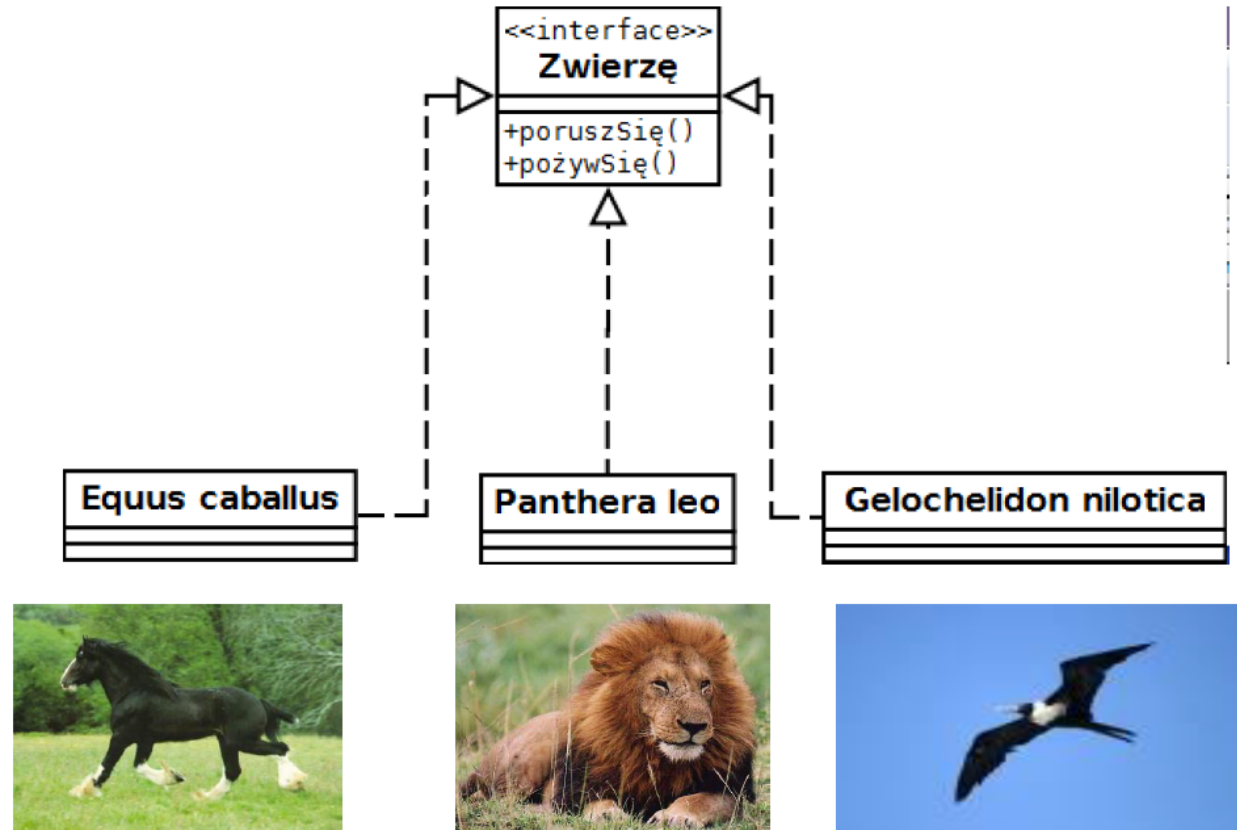 <<interface>>
Zwierzę
+poruszSię()
+pożywSię()
Equus caballus
Panthera leo
Gelochelidon nilotica